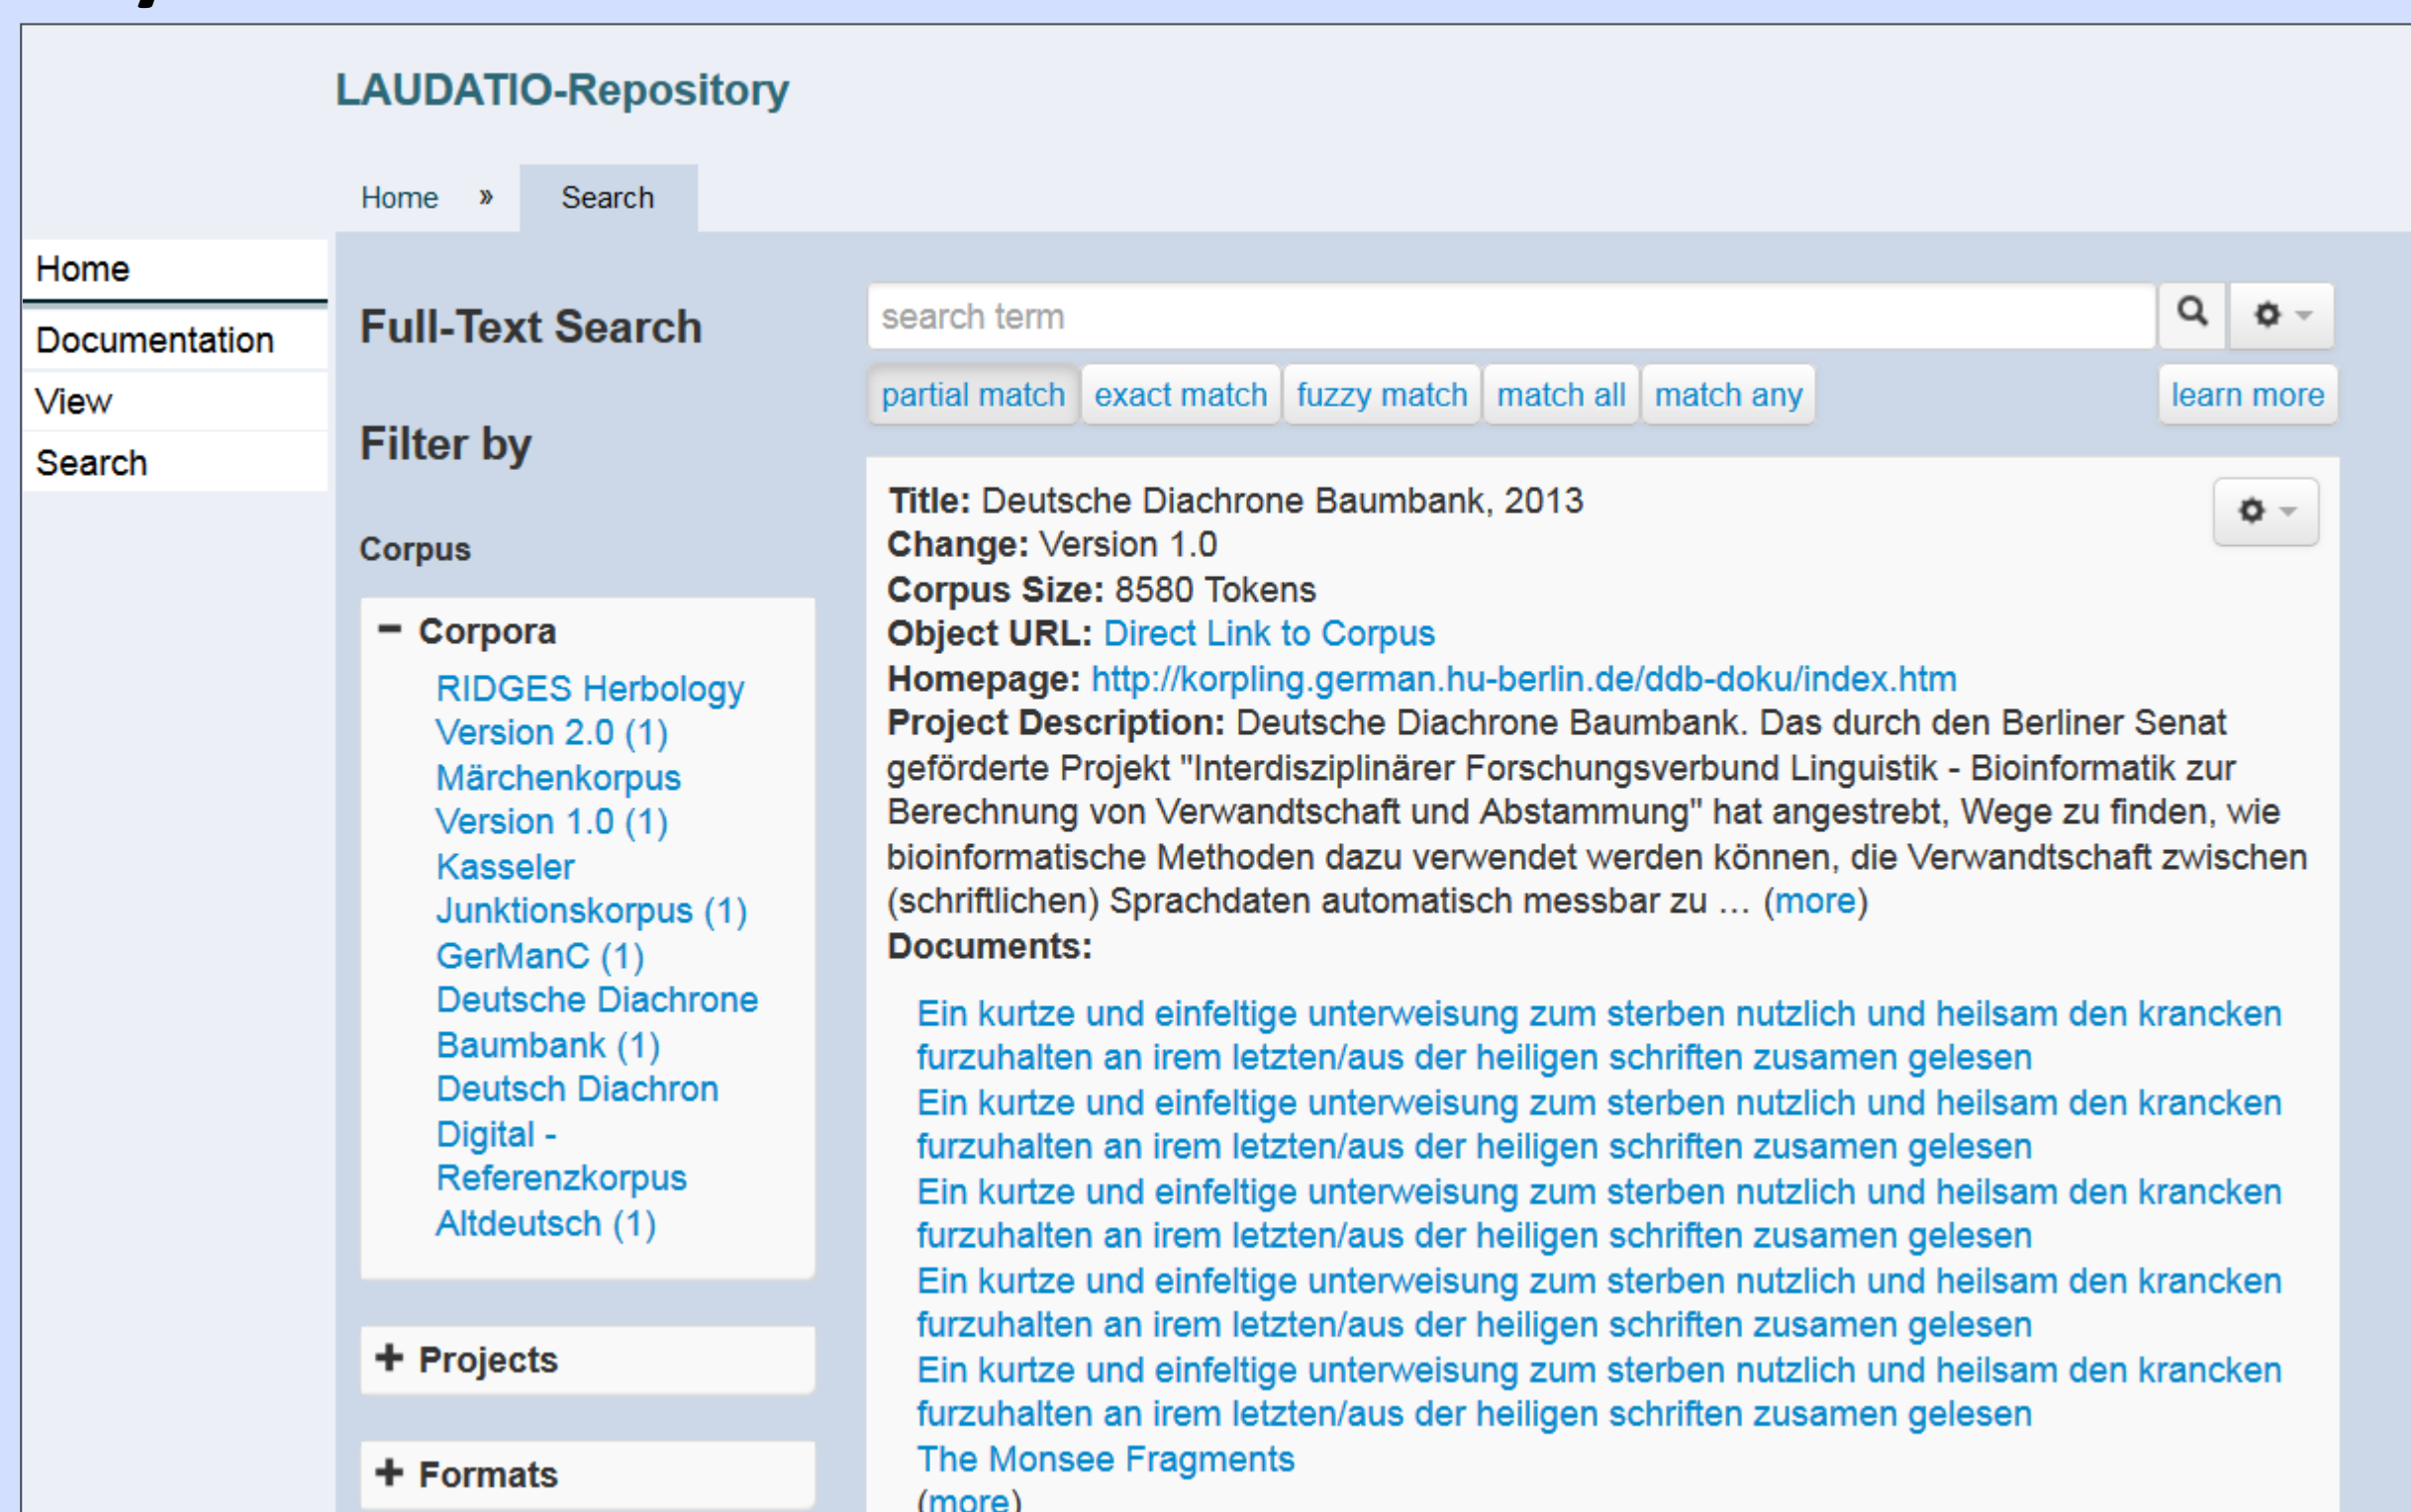 LAUDATIO-Repository
Home » Search
Home
Documentation
View
Search
Full-Text Search
Filter by
Corpus
Corpora
RIDGES Herbology
Version 2.0 (1)
Märchenkorpus
Version 1.0 (1)
Kasseler
Junktionskorpus (1)
GerManC (1)
Deutsche Diachrone
Baumbank (1)
Deutsch Diachron
Digital -
Referenzkorpus
Altdeutsch (1)
Projects
Formats
search term
partial match exact match fuzzy match match all match any learn more
Title: Deutsche Diachrone Baumbank, 2013
Change: Version 1.0
Corpus Size: 8580 Tokens
Object URL: Direct Link to Corpus
Homepage: http://korpling.german.hu-berlin.de/ddb-doku/index.htm
Project Description: Deutsche Diachrone Baumbank. Das durch den Berliner Senat
geförderte Projekt "Interdisziplinärer Forschungsverbund Linguistik - Bioinformatik zur
Berechnung von Verwandtschaft und Abstammung" hat angestrebt, Wege zu finden, wie
bioinformatische Methoden dazu verwendet werden können, die Verwandtschaft zwischen
(schriftlichen) Sprachdaten automatisch messbar zu ... (more)
Documents:
Ein kurtze und einfeltige unterweisung zum sterben nutzlich und heilsam den krancken
furzuhalten an irem letzten/aus der heiligen schriften zusamen gelesen
Ein kurtze und einfeltige unterweisung zum sterben nutzlich und heilsam den krancken
furzuhalten an irem letzten/aus der heiligen schriften zusamen gelesen
Ein kurtze und einfeltige unterweisung zum sterben nutzlich und heilsam den krancken
furzuhalten an irem letzten/aus der heiligen schriften zusamen gelesen
Ein kurtze und einfeltige unterweisung zum sterben nutzlich und heilsam den krancken
furzuhalten an irem letzten/aus der heiligen schriften zusamen gelesen
Ein kurtze und einfeltige unterweisung zum sterben nutzlich und heilsam den krancken
furzuhalten an irem letzten/aus der heiligen schriften zusamen gelesen
The Monsee Fragments
(more)